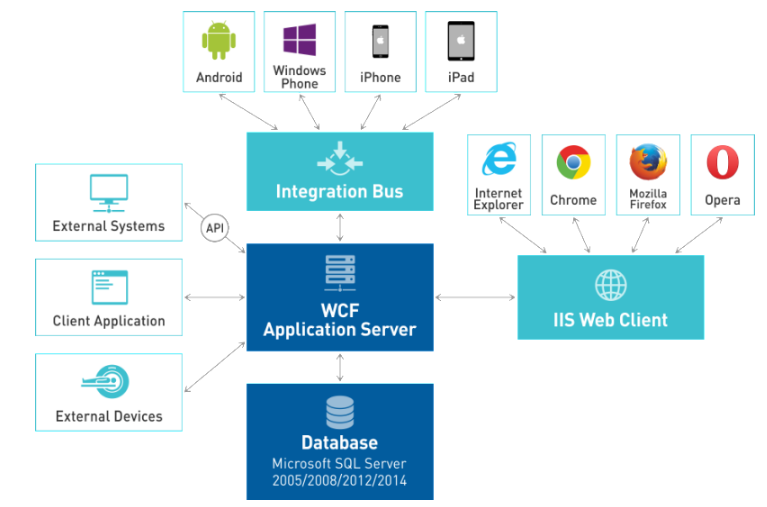 Android
Windows
Phone
iPhone
iPad
Integration Bus
Internet
Explorer
Chrome
Mozilla
Firefox
Opera
External Systems
API
WCF
Application Server
IIS Web Client
Client Application
External Devices
Database
Microsoft SQL Server
2005/2008/2012/2014